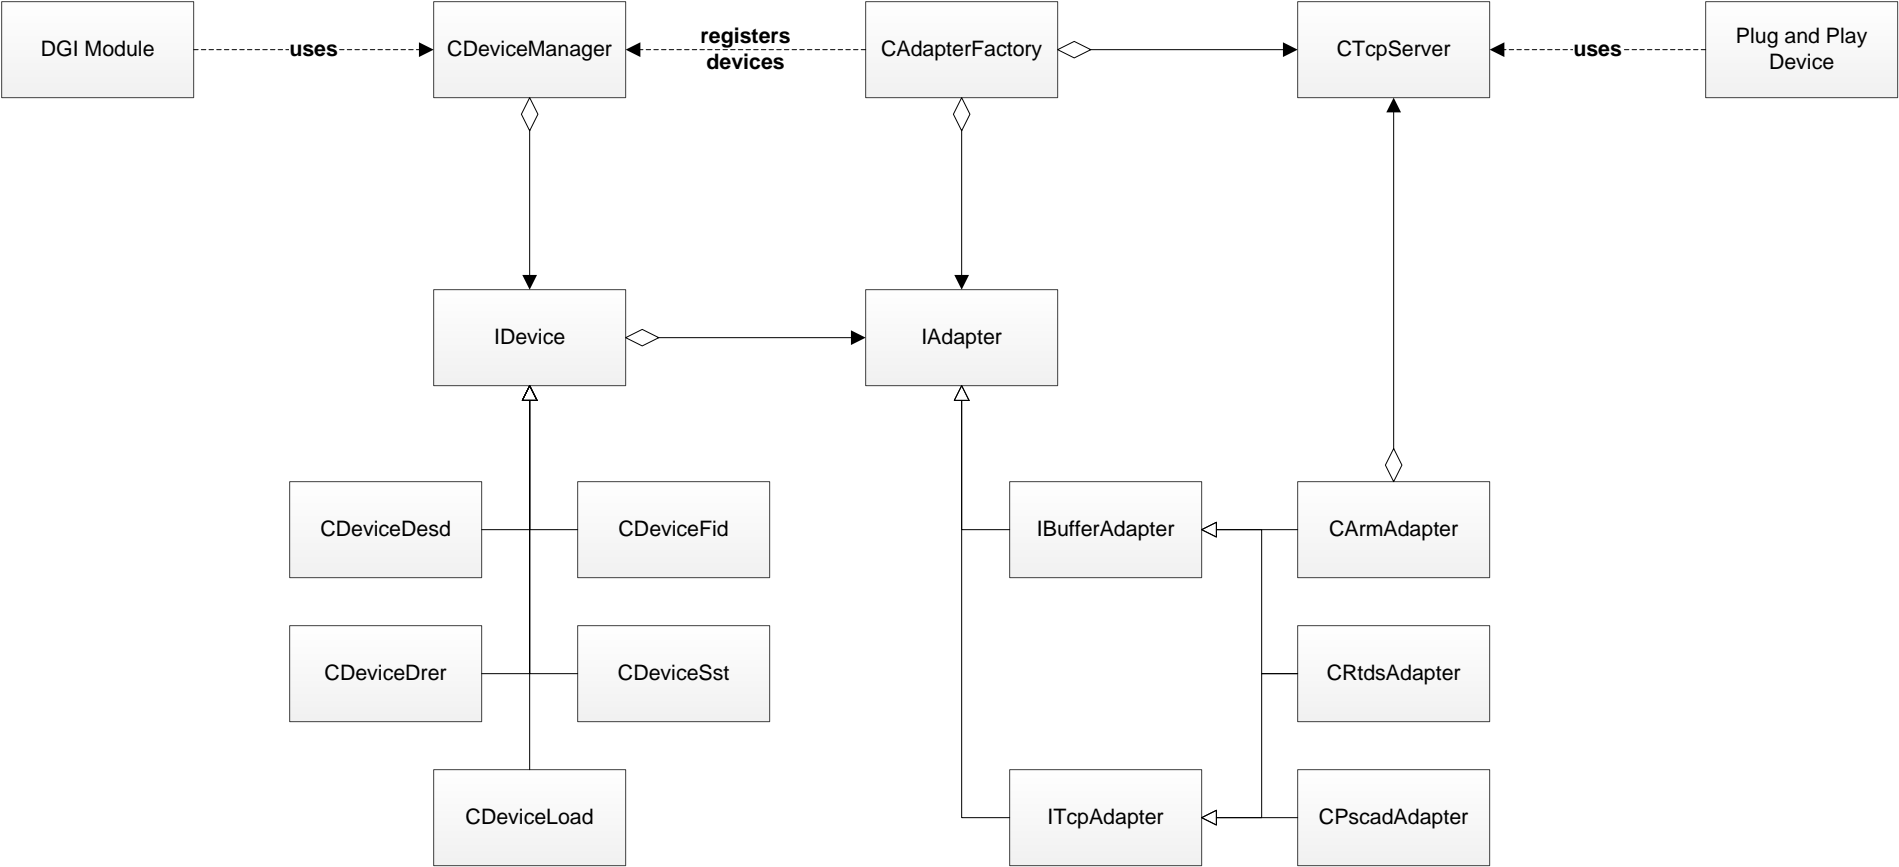 DGI Module
uses
CDeviceManager
registers
devices
CAdapterFactory
CTcpServer
uses
Plug and Play
Device
IDevice
IAdapter
CDeviceDesd
CDeviceFid
IBufferAdapter
CArmAdapter
CDeviceDrer
CDeviceSst
CRtdsAdapter
CDeviceLoad
ITcpAdapter
CPscadAdapter